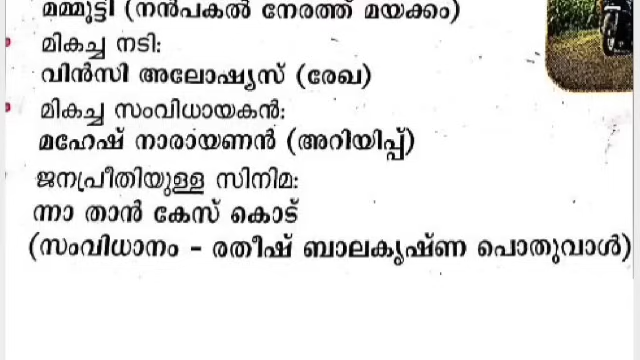 മമ്മൂട്ടി (നൻപകൽ നേരത്ത് മയക്കം)
മികച്ച നടി:
വിൻസി അലോഷ്യസ് (രേഖ)
മികച്ച സംവിധായകൻ:
മഹേഷ് നാരായണൻ (അറിയിപ്പ്)
ജനപ്രീതിയുള്ള സിനിമ:
ന്നാ താൻ കേസ് കൊട്
(സംവിധാനം – രതീഷ് ബാലകൃഷ്ണ പൊതുവാൾ)